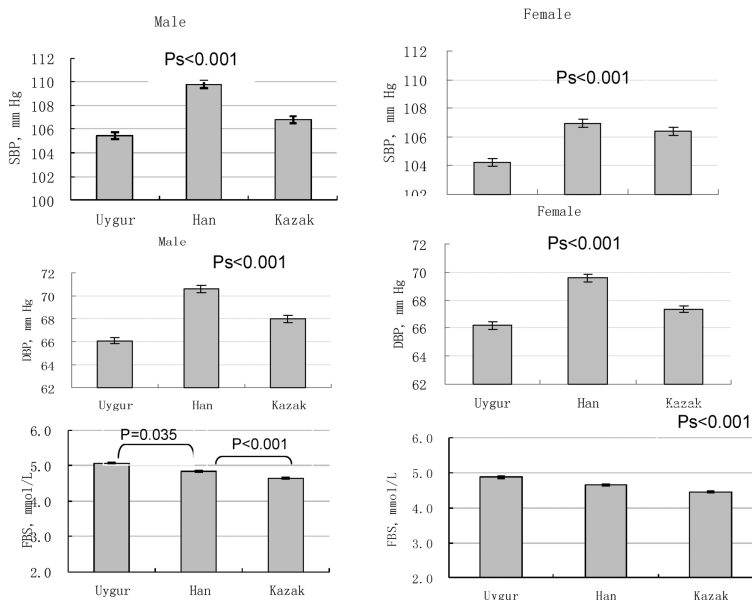 Male
Ps<0.001
SBP, mm Hg
112
110
108
106
104
102
100
Uygur Han Kazak
Female
Ps<0.001
SBP, mm Hg
112
110
108
106
104
102
Male
Ps<0.001
DBP, mm Hg
72
70
68
66
64
62
Uygur Han Kazak
Female
Ps<0.001
DBP, mm Hg
72
70
68
66
64
62
Uygur Han Kazak
P=0.035
P<0.001
FBS, mmol/L
6.0
5.0
4.0
3.0
2.0
Uygur Han Kazak
Ps<0.001
FBS, mmol/L
6.0
5.0
4.0
3.0
2.0
Uygur Han Kazak